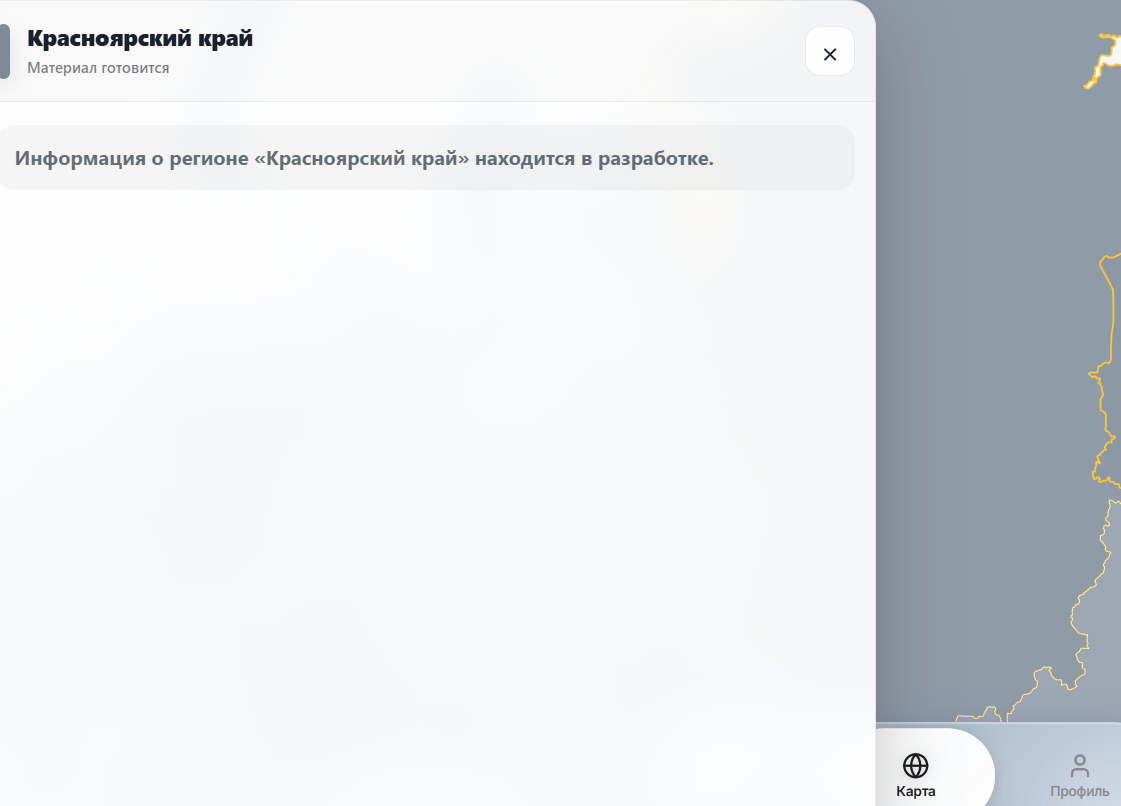 Красноярский край
Материал готовится
Информация о регионе «Красноярский край» находится в разработке.
Карта
Профиль